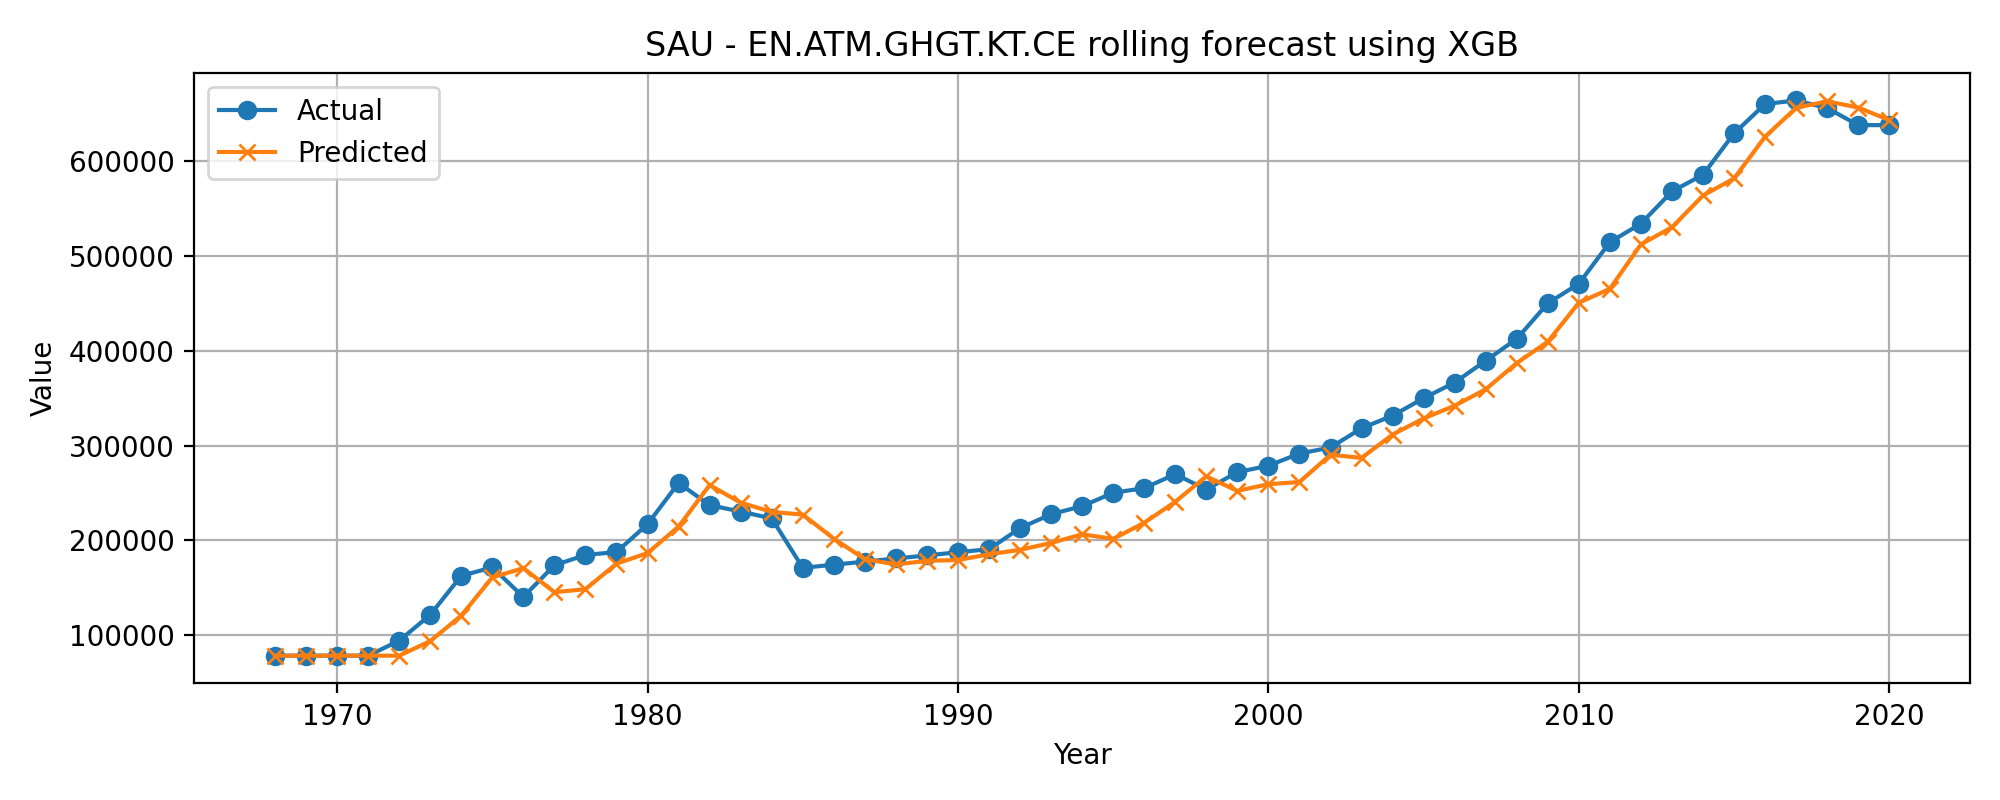 SAU - EN.ATM.GHGT.KT.CE rolling forecast using XGB
Actual
Predicted
600000
500000
400000
300000
200000
100000
Value
1970 1980 1990 2000 2010 2020
Year